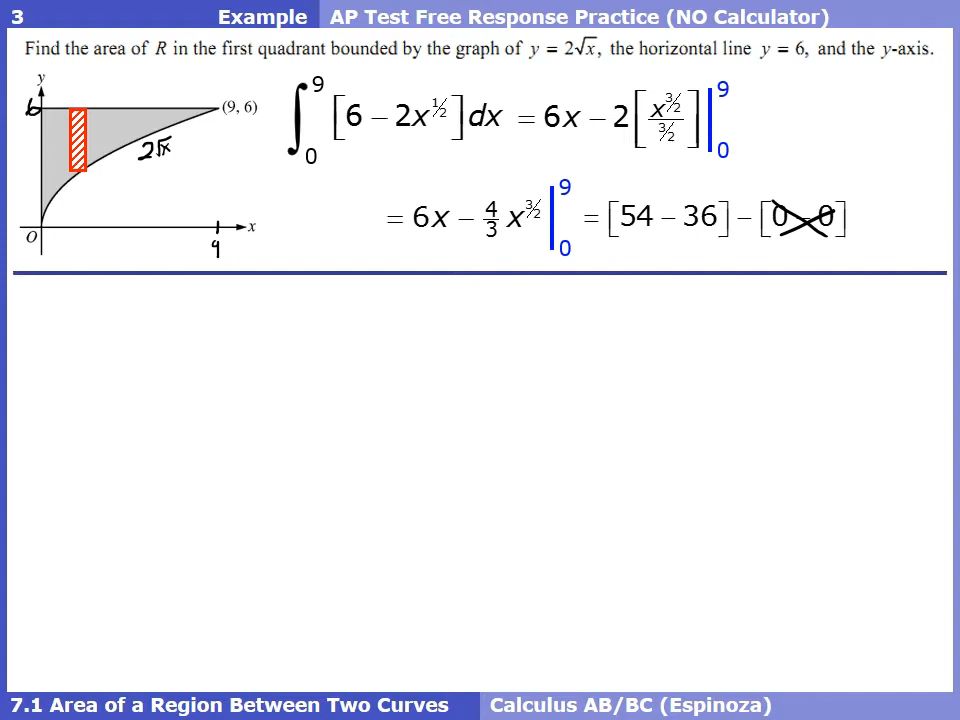 3 Example AP Test Free Response Practice (NO Calculator)
Find the area of R in the first quadrant bounded by the graph of y = 2√x, the horizontal line y = 6, and the y-axis.
y
6
(9, 6)
2√x
O
9
x
∫₀⁹ [6 − 2x^{1/2}] dx = 6x − 2[x^{3/2} / (3/2)] |₀⁹
= 6x − 4/3 x^{3/2} |₀⁹ = [54 − 36] − [0 − 0]
7.1 Area of a Region Between Two Curves Calculus AB/BC (Espinoza)